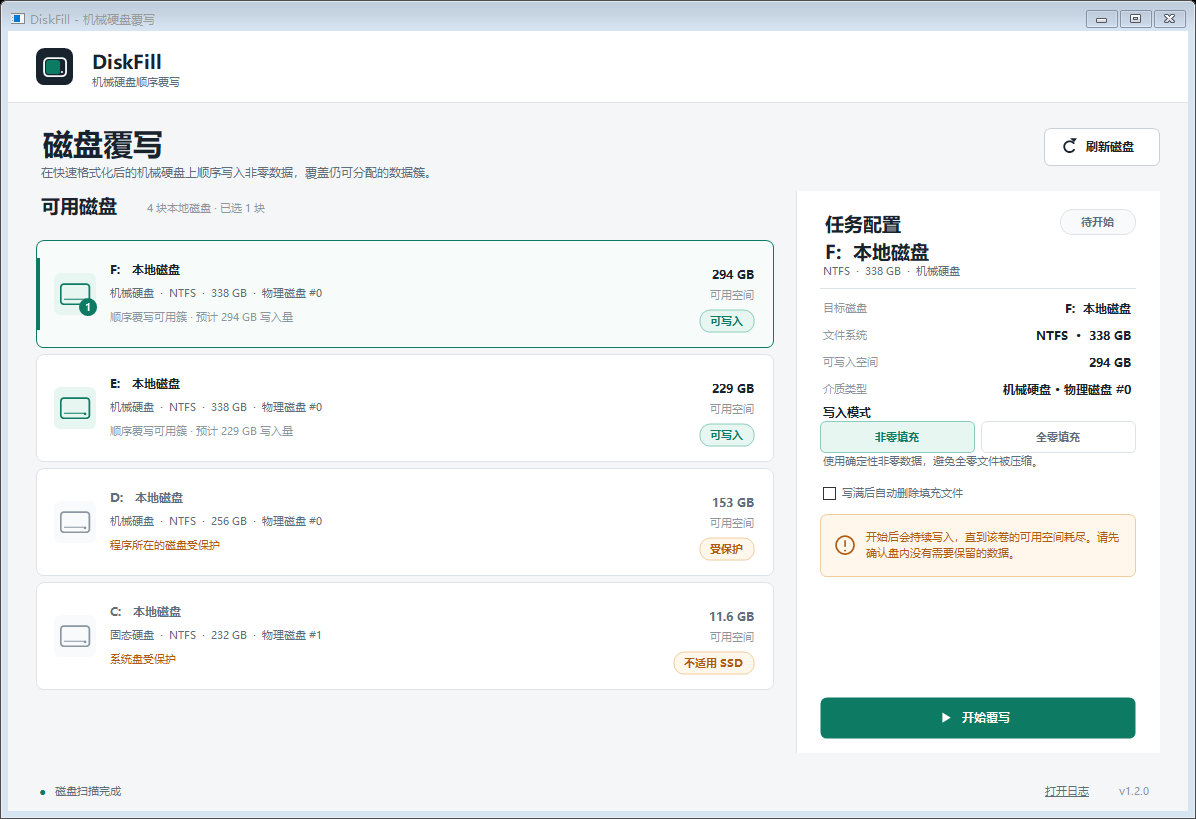 DiskFill - 机械硬盘覆写
DiskFill
机械硬盘顺序覆写
磁盘覆写
在快速格式化后的机械硬盘上顺序写入非零数据，覆盖仍可分配的数据簇。
刷新磁盘
可用磁盘
4 块本地磁盘 · 已选 1 块
F: 本地磁盘
机械硬盘 · NTFS · 338 GB · 物理磁盘 #0
顺序覆写可用簇 · 预计 294 GB 写入量
1
294 GB
可用空间
可写入
E: 本地磁盘
机械硬盘 · NTFS · 338 GB · 物理磁盘 #0
顺序覆写可用簇 · 预计 229 GB 写入量
229 GB
可用空间
可写入
D: 本地磁盘
机械硬盘 · NTFS · 256 GB · 物理磁盘 #0
程序所在的磁盘受保护
153 GB
可用空间
受保护
C: 本地磁盘
固态硬盘 · NTFS · 232 GB · 物理磁盘 #1
系统盘受保护
11.6 GB
可用空间
不适用 SSD
任务配置
待开始
F: 本地磁盘
NTFS · 338 GB · 机械硬盘
目标磁盘 F: 本地磁盘
文件系统 NTFS · 338 GB
可写入空间 294 GB
介质类型 机械硬盘 · 物理磁盘 #0
写入模式
非零填充
全零填充
使用确定性非零数据，避免全零文件被压缩。
写满后自动删除填充文件
开始后会持续写入，直到该卷的可用空间耗尽。请先
确认盘内没有需要保留的数据。
开始覆写
磁盘扫描完成
打开日志
v1.2.0